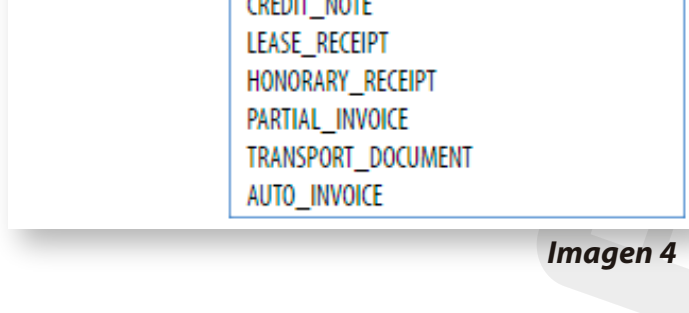 CREDIT_NOTE
LEASE_RECEIPT
HONORARY_RECEIPT
PARTIAL_INVOICE
TRANSPORT_DOCUMENT
AUTO_INVOICE
Imagen 4